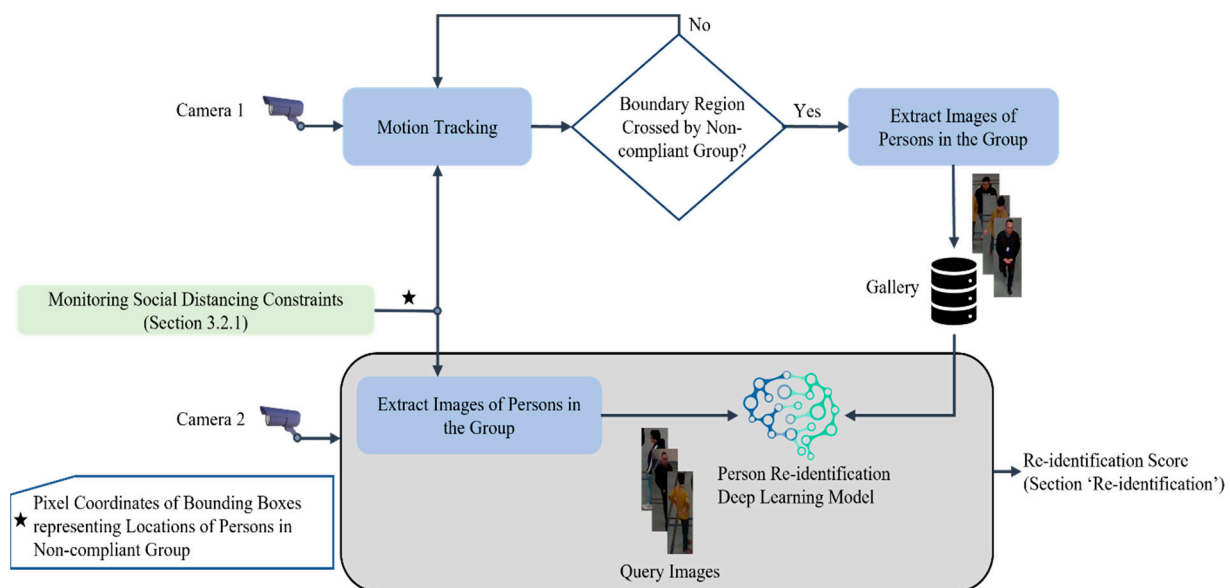 No
Camera 1
Motion Tracking
Boundary Region
Crossed by Non-
compliant Group?
Yes
Extract Images of
Persons in the Group
Gallery
Monitoring Social Distancing Constraints
(Section 3.2.1)
Camera 2
Extract Images of Persons in
the Group
Person Re-identification
Deep Learning Model
Re-identification Score
(Section ‘Re-identification’)
Pixel Coordinates of Bounding Boxes
representing Locations of Persons in
Non-compliant Group
Query Images